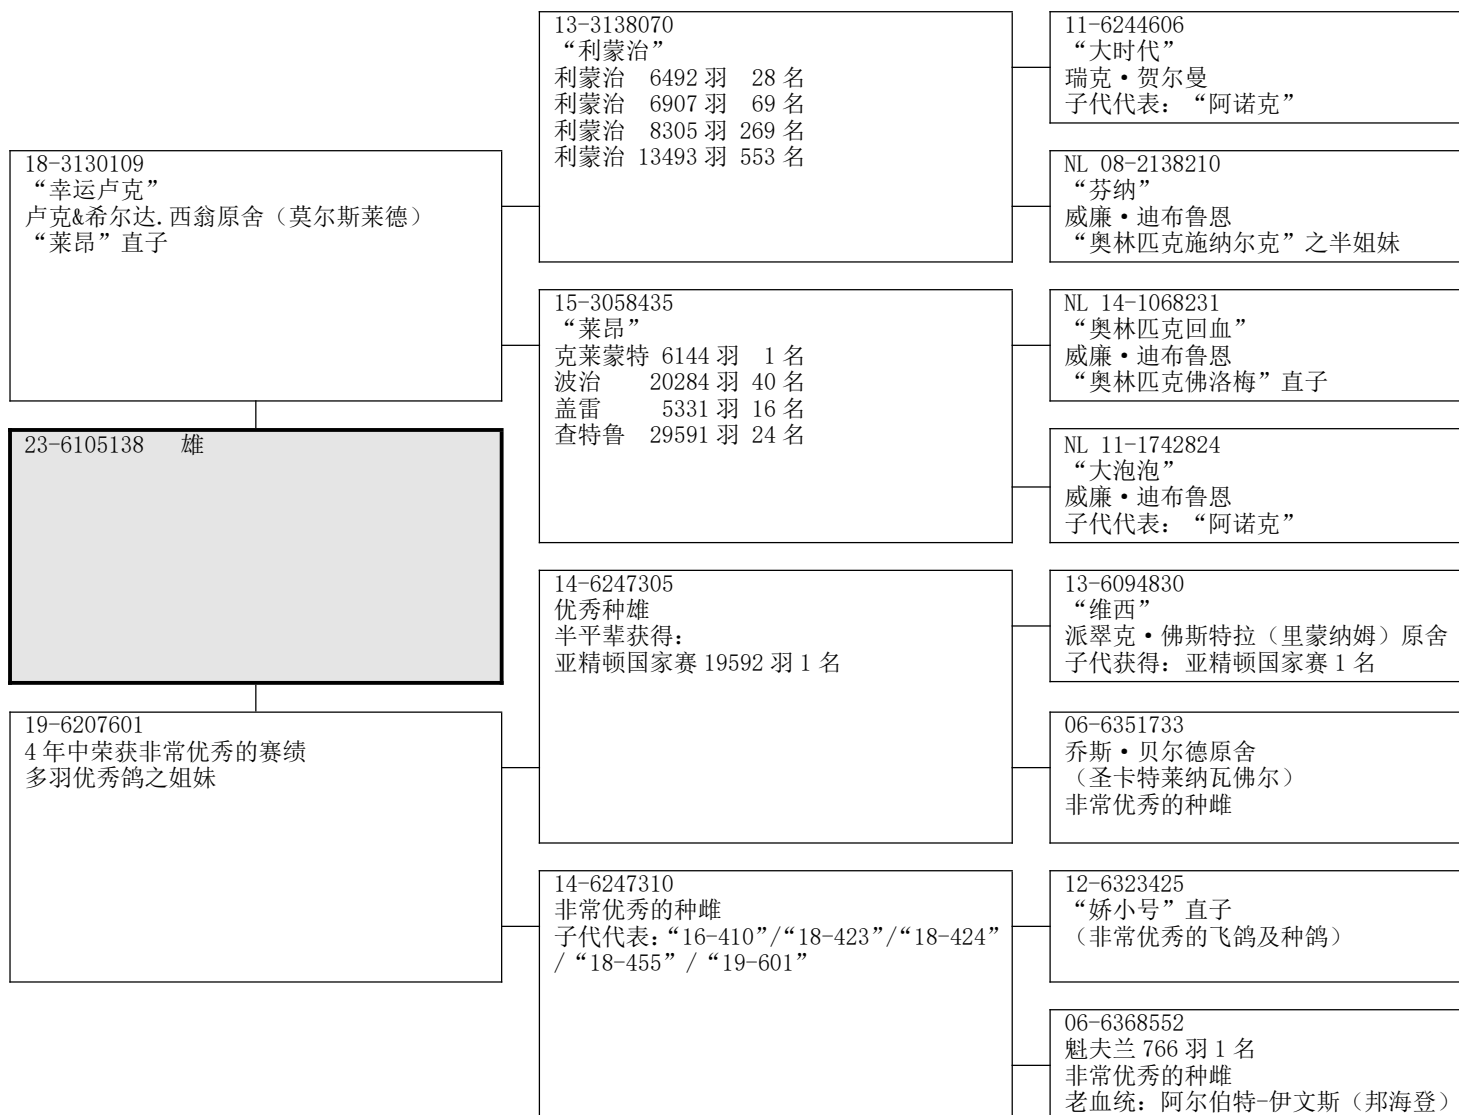 18-3130109
“幸运卢克”
卢克&希尔达.西翁原舍（莫尔斯莱德）
“莱昂”直子
23-6105138 雄
19-6207601
4年中荣获非常优秀的赛绩
多羽优秀鸽之姐妹
13-3138070
“利蒙治”
利蒙治 6492 羽 28 名
利蒙治 6907 羽 69 名
利蒙治 8305 羽 269 名
利蒙治 13493 羽 553 名
15-3058435
“莱昂”
克莱蒙特 6144 羽 1 名
波治 20284 羽 40 名
盖雷 5331 羽 16 名
查特鲁 29591 羽 24 名
14-6247305
优秀种雄
半平辈获得：
亚精顿国家赛 19592 羽 1 名
14-6247310
非常优秀的种雌
子代代表：“16-410”/“18-423”/“18-424”
/ “18-455” / “19-601”
11-6244606
“大时代”
瑞克•贺尔曼
子代代表：“阿诺克”
NL 08-2138210
“芬纳”
威廉•迪布鲁恩
“奥林匹克施纳尔克”之半姐妹
NL 14-1068231
“奥林匹克回血”
威廉•迪布鲁恩
“奥林匹克佛洛梅”直子
NL 11-1742824
“大泡泡”
威廉•迪布鲁恩
子代代表：“阿诺克”
13-6094830
“维西”
派翠克•佛斯特拉（里蒙纳姆）原舍
子代获得：亚精顿国家赛 1 名
06-6351733
乔斯•贝尔德原舍
（圣卡特莱纳瓦佛尔）
非常优秀的种雌
12-6323425
“娇小号”直子
（非常优秀的飞鸽及种鸽）
06-6368552
魁夫兰 766 羽 1 名
非常优秀的种雌
老血统：阿尔伯特-伊文斯（邦海登）